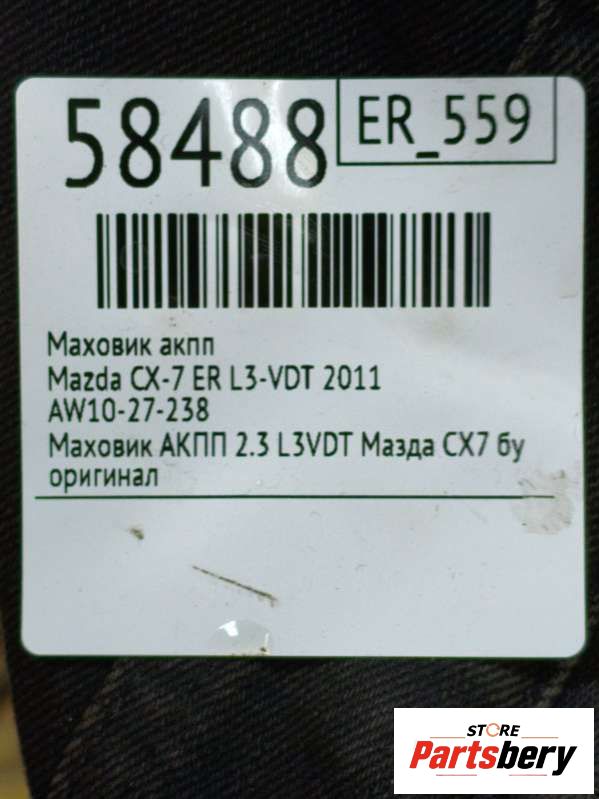 58488
ER_559
Маховик акпп
Mazda CX-7 ER L3-VDT 2011
AW10-27-238
Маховик АКПП 2.3 L3VDT Мазда CX7 бу
оригинал
STORE
Partsbery